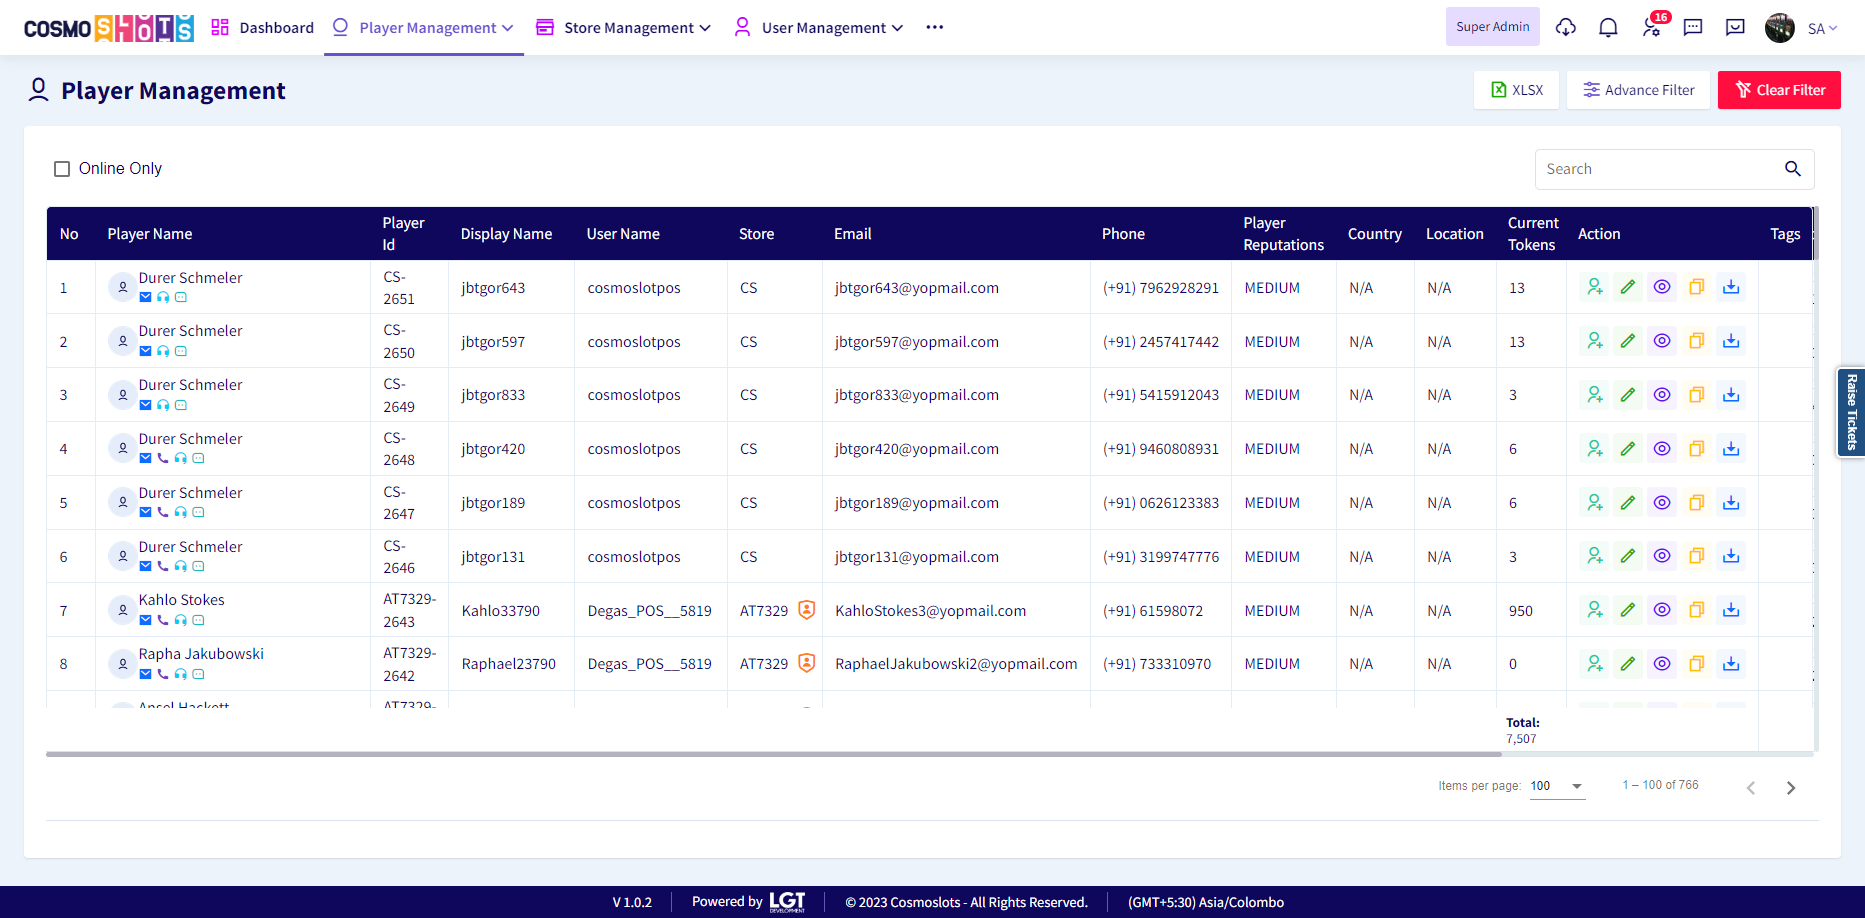 COSMO SLOTS Dashboard Player Management Store Management User Management ••• Super Admin 16 SA
Player Management XLSX Advance Filter Clear Filter
Online Only Search
No Player Name Player Id Display Name User Name Store Email Phone Player Reputations Country Location Current Tokens Action Tags
1 Durer Schmeler CS-2651 jbtgor643 cosmoslotpos CS jbtgor643@yopmail.com (+91) 7962928291 MEDIUM N/A N/A 13
2 Durer Schmeler CS-2650 jbtgor597 cosmoslotpos CS jbtgor597@yopmail.com (+91) 2457417442 MEDIUM N/A N/A 13
3 Durer Schmeler CS-2649 jbtgor833 cosmoslotpos CS jbtgor833@yopmail.com (+91) 5415912043 MEDIUM N/A N/A 3
4 Durer Schmeler CS-2648 jbtgor420 cosmoslotpos CS jbtgor420@yopmail.com (+91) 9460808931 MEDIUM N/A N/A 6
5 Durer Schmeler CS-2647 jbtgor189 cosmoslotpos CS jbtgor189@yopmail.com (+91) 0626123383 MEDIUM N/A N/A 6
6 Durer Schmeler CS-2646 jbtgor131 cosmoslotpos CS jbtgor131@yopmail.com (+91) 3199747776 MEDIUM N/A N/A 3
7 Kahlo Stokes AT7329-2643 Kahlo33790 Degas_POS__5819 AT7329 KahloStokes3@yopmail.com (+91) 61598072 MEDIUM N/A N/A 950
8 Rapha Jakubowski AT7329-2642 Raphael23790 Degas_POS__5819 AT7329 RaphaelJakubowski2@yopmail.com (+91) 733310970 MEDIUM N/A N/A 0
Ansel Hackett AT7329-
Total:
7,507
Items per page: 100 1 – 100 of 766
Raise Tickets
V 1.0.2 Powered by LGT DEVELOPMENT © 2023 Cosmoslots - All Rights Reserved. (GMT+5:30) Asia/Colombo